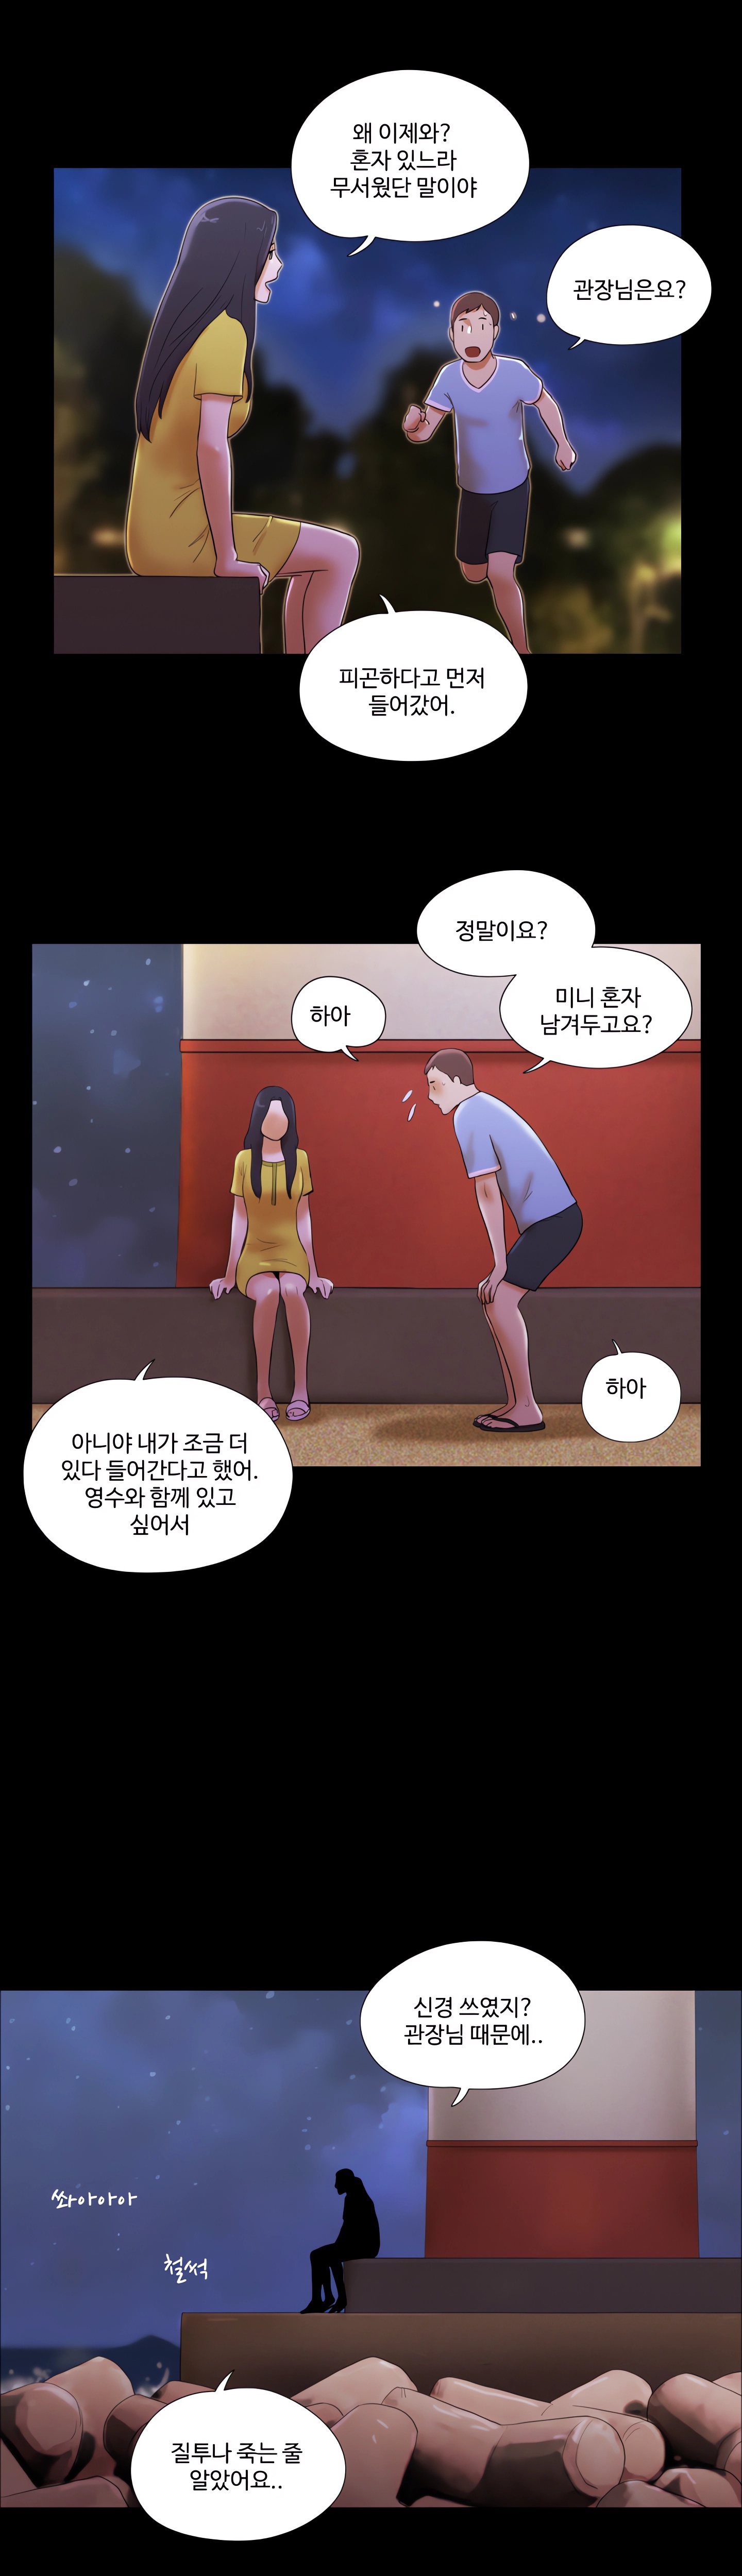 왜 이제와?
혼자 있느라
무서웠단 말이야
관장님은요?
피곤하다고 먼저
들어갔어.
정말이요?
미니 혼자
남겨두고요?
하아
하아
아니야 내가 조금 더
있다 들어간다고 했어.
영수와 함께 있고
싶어서
신경 쓰였지?
관장님 때문에..
쏴아아아
철썩
질투나 죽는 줄
알았어요..